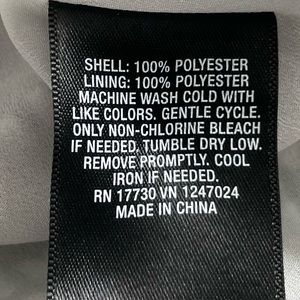 SHELL: 100% POLYESTER
LINING: 100% POLYESTER
MACHINE WASH COLD WITH
LIKE COLORS. GENTLE CYCLE.
ONLY NON-CHLORINE BLEACH
IF NEEDED. TUMBLE DRY LOW.
REMOVE PROMPTLY. COOL
IRON IF NEEDED.
RN 17730 VN 1247024
MADE IN CHINA